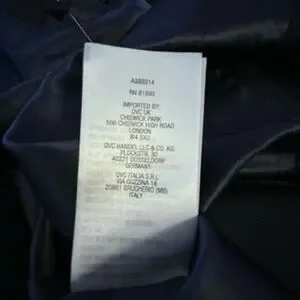 A388314
RN 81893
IMPORTED BY:
QVC UK
CHISWICK PARK
566 CHISWICK HIGH ROAD
LONDON
W4 5XU
QVC HANDEL LLC & CO. KG
PLOCKSTR. 30
40221 DUSSELDORF
GERMANY
QVC ITALIA S.R.L
VIA GUZZINA 18
20861 BRUGHERIO (MB)
ITALY